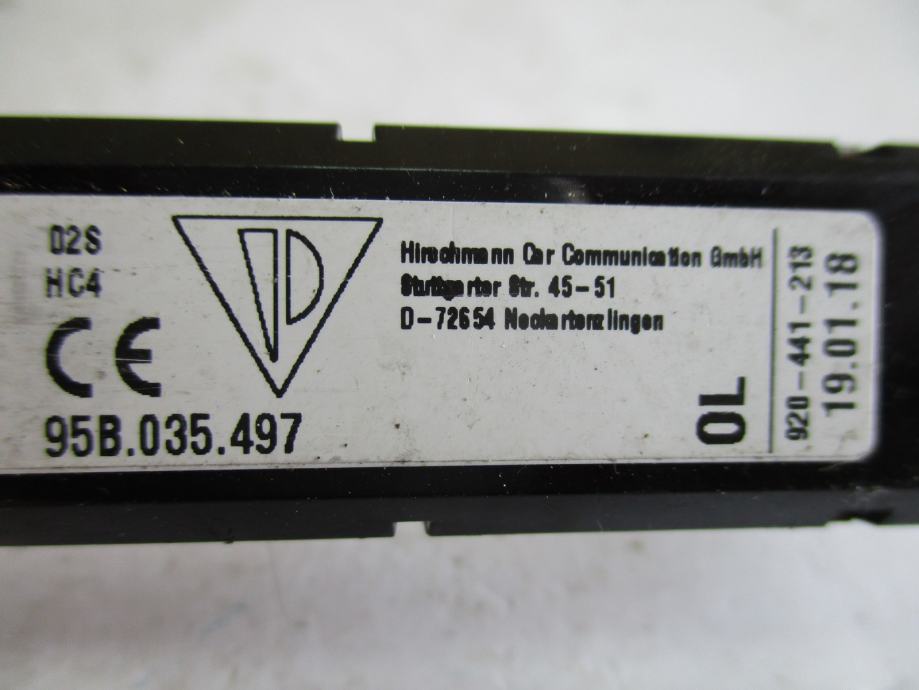 02S
HC4
CE
95B.035.497
Hirschmann Car Communication GmbH
Stuttgarter Str. 45-51
D-72654 Neckartenzlingen
OL
920-441-213
19.01.18